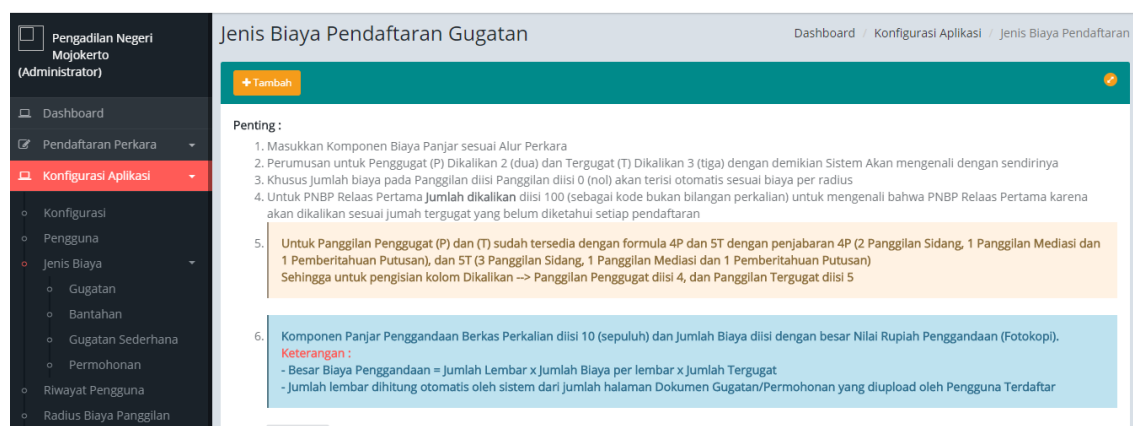 Pengadilan Negeri
Mojokerto
(Administrator)
Dashboard
Pendaftaran Perkara
Konfigurasi Aplikasi
Konfigurasi
Pengguna
Jenis Biaya
Gugatan
Bantahan
Gugatan Sederhana
Permohonan
Riwayat Pengguna
Radius Biaya Panggilan
Jenis Biaya Pendaftaran Gugatan
Dashboard / Konfigurasi Aplikasi / Jenis Biaya Pendaftaran
+ Tambah
Penting :
1. Masukkan Komponen Biaya Panjar sesuai Alur Perkara
2. Perumusan untuk Penggugat (P) Dikalikan 2 (dua) dan Tergugat (T) Dikalikan 3 (tiga) dengan demikian Sistem Akan mengenali dengan sendirinya
3. Khusus Jumlah biaya pada Panggilan diisi Panggilan diisi 0 (nol) akan terisi otomatis sesuai biaya per radius
4. Untuk PNBP Relaas Pertama Jumlah dikalikan diisi 100 (sebagai kode bukan bilangan perkalian) untuk mengenali bahwa PNBP Relaas Pertama karena
akan dikalikan sesuai jumah tergugat yang belum diketahui setiap pendaftaran
5. Untuk Panggilan Penggugat (P) dan (T) sudah tersedia dengan formula 4P dan 5T dengan penjabaran 4P (2 Panggilan Sidang, 1 Panggilan Mediasi dan
1 Pemberitahuan Putusan), dan 5T (3 Panggilan Sidang, 1 Panggilan Mediasi dan 1 Pemberitahuan Putusan)
Sehingga untuk pengisian kolom Dikalikan --> Panggilan Penggugat diisi 4, dan Panggilan Tergugat diisi 5
6. Komponen Panjar Penggandaan Berkas Perkalian diisi 10 (sepuluh) dan Jumlah Biaya diisi dengan besar Nilai Rupiah Penggandaan (Fotokopi).
Keterangan :
- Besar Biaya Penggandaan = Jumlah Lembar x Jumlah Biaya per lembar x Jumlah Tergugat
- Jumlah lembar dihitung otomatis oleh sistem dari jumlah halaman Dokumen Gugatan/Permohonan yang diupload oleh Pengguna Terdaftar